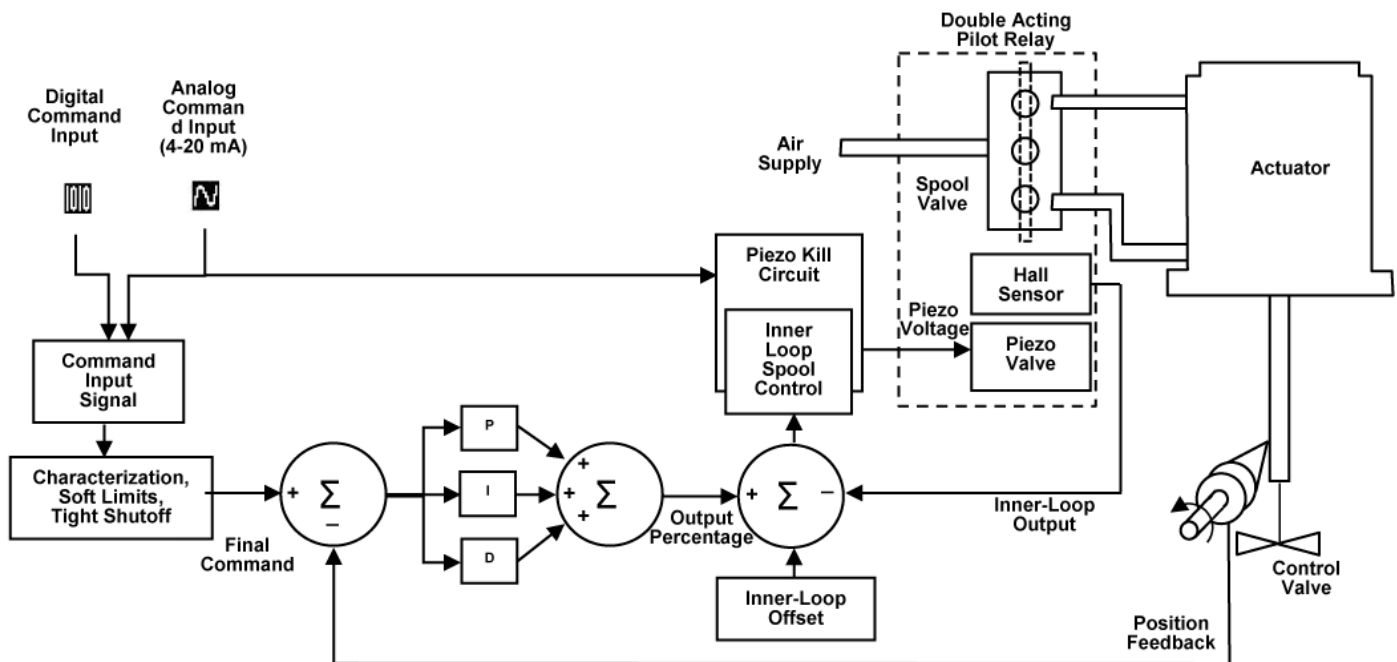 Double Acting
Pilot Relay
Digital
Command
Input
Analog
Comman
d Input
(4-20 mA)
Air
Supply
Spool
Valve
Actuator
Piezo Kill
Circuit
Hall
Sensor
Piezo
Voltage
Inner
Loop
Spool
Control
Piezo
Valve
Command
Input
Signal
Characterization,
Soft Limits,
Tight Shutoff
+
Σ
–
Final
Command
P
I
D
+
+
+
Σ
Output
Percentage
+
Σ
–
Inner-Loop
Output
Inner-Loop
Offset
Control
Valve
Position
Feedback